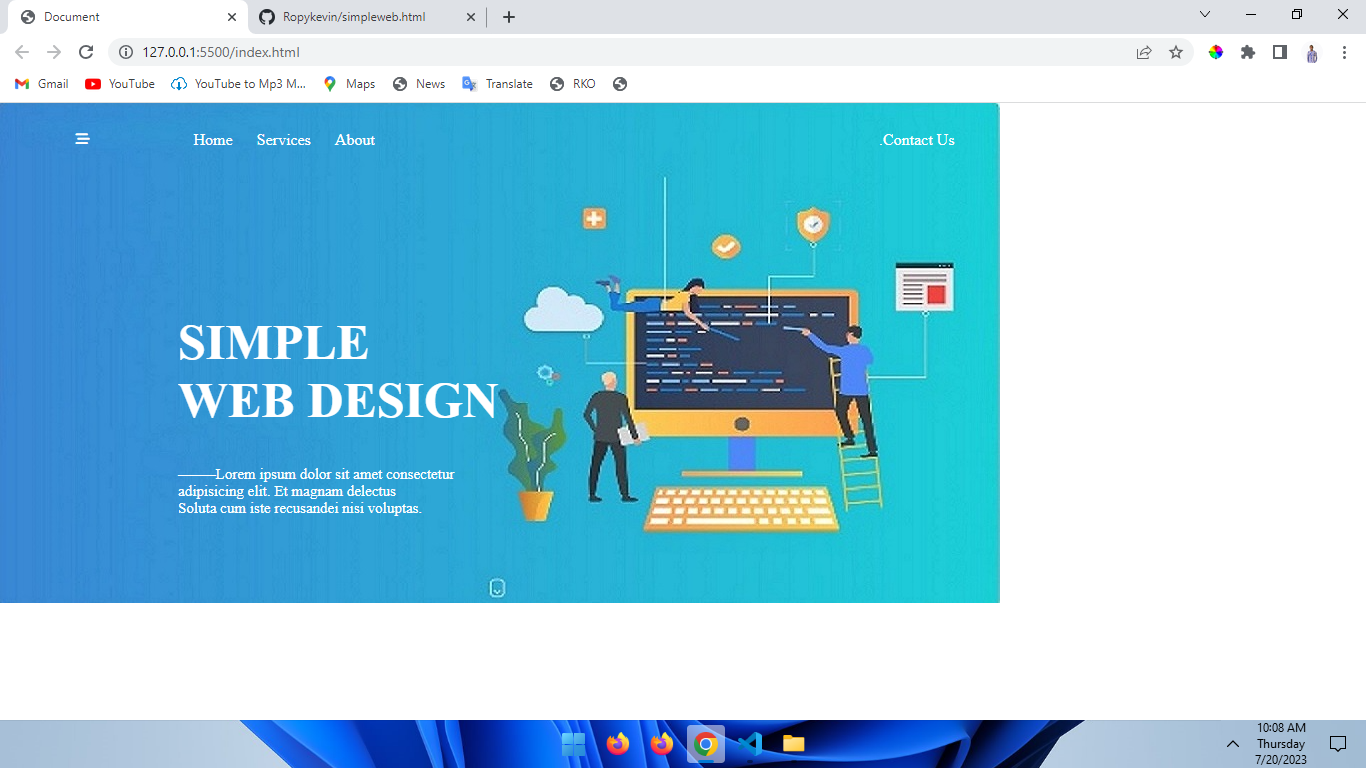 Document
Ropykevin/simpleweb.html
127.0.0.1:5500/index.html
Gmail
YouTube
YouTube to Mp3 M...
Maps
News
Translate
RKO
Home
Services
About
.Contact Us
SIMPLE
WEB DESIGN
———Lorem ipsum dolor sit amet consectetur
adipisicing elit. Et magnam delectus
Soluta cum iste recusandei nisi voluptas.
10:08 AM
Thursday
7/20/2023